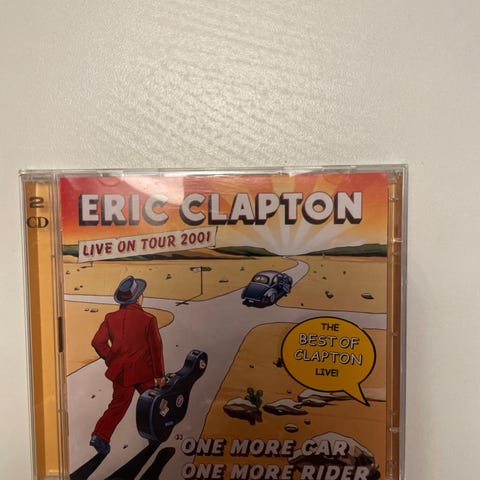 2
CD
ERIC CLAPTON
LIVE ON TOUR 2001
THE
BEST OF
CLAPTON
LIVE!
"ONE MORE CAR
ONE MORE RIDER